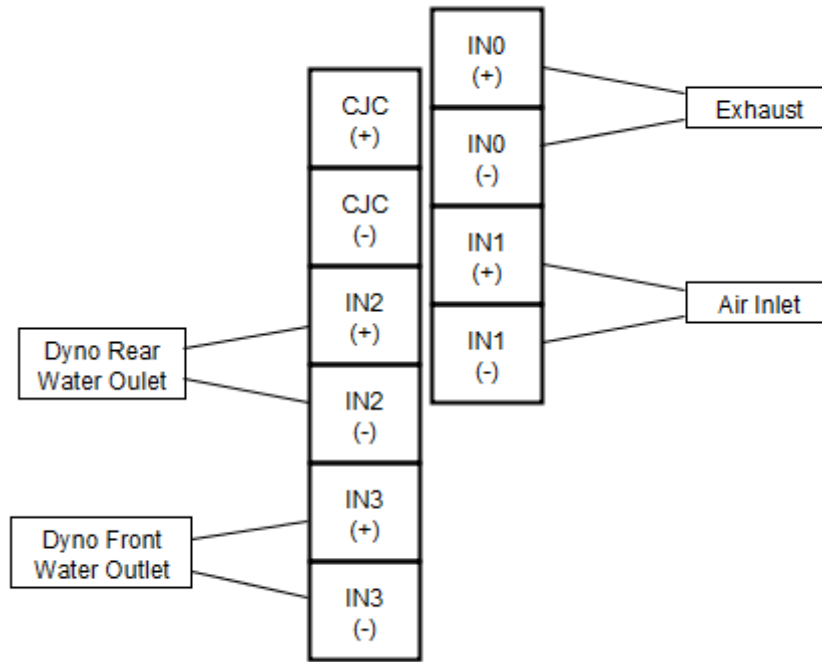 IN0
(+)
IN0
(-)
IN1
(+)
IN1
(-)
Exhaust
Air Inlet
CJC
(+)
CJC
(-)
IN2
(+)
IN2
(-)
IN3
(+)
IN3
(-)
Dyno Rear
Water Oulet
Dyno Front
Water Outlet